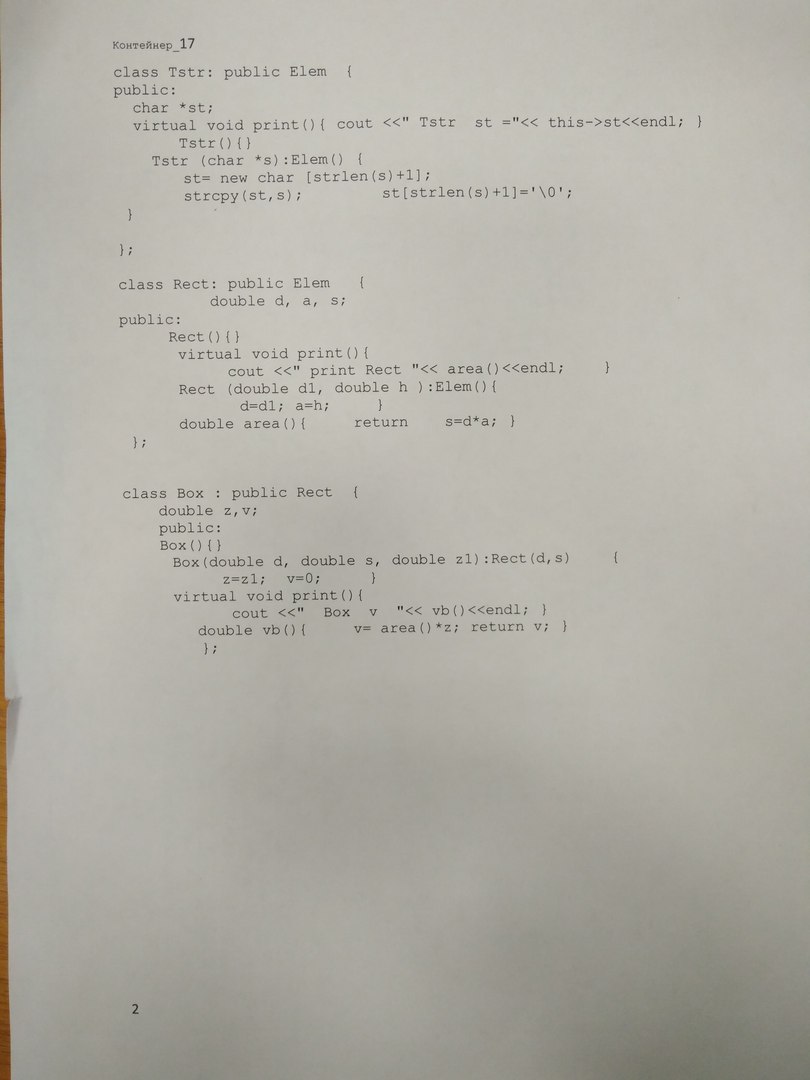 Контейнер_17
class Tstr: public Elem {
public:
char *st;
virtual void print(){ cout <<" Tstr st ="<< this->st<<endl; }
Tstr(){}
Tstr (char *s):Elem() {
st= new char [strlen(s)+1];
strcpy(st,s); st[strlen(s)+1]='\0';
}
};
class Rect: public Elem {
double d, a, s;
public:
Rect(){}
virtual void print(){
cout <<" print Rect "<< area()<<endl; }
Rect (double d1, double h ):Elem(){
d=d1; a=h; }
double area(){ return s=d*a; }
};
class Box : public Rect {
double z,v;
public:
Box(){}
Box(double d, double s, double z1):Rect(d,s) {
z=z1; v=0; }
virtual void print(){
cout <<" Box v "<< vb()<<endl; }
double vb(){ v= area()*z; return v; }
};
2